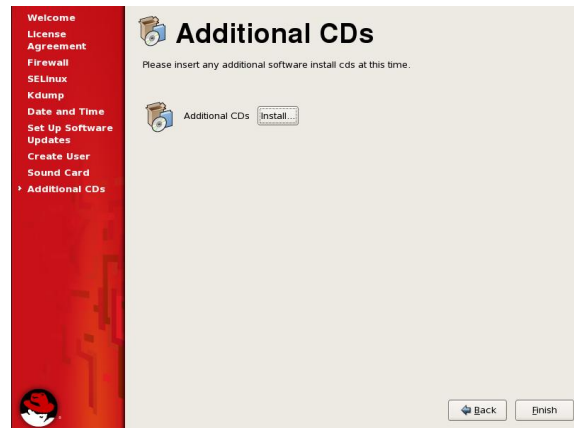 Welcome
License
Agreement
Firewall
SELinux
Kdump
Date and Time
Set Up Software
Updates
Create User
Sound Card
Additional CDs
Additional CDs
Please insert any additional software install cds at this time.
Additional CDs Install...
Back Finish